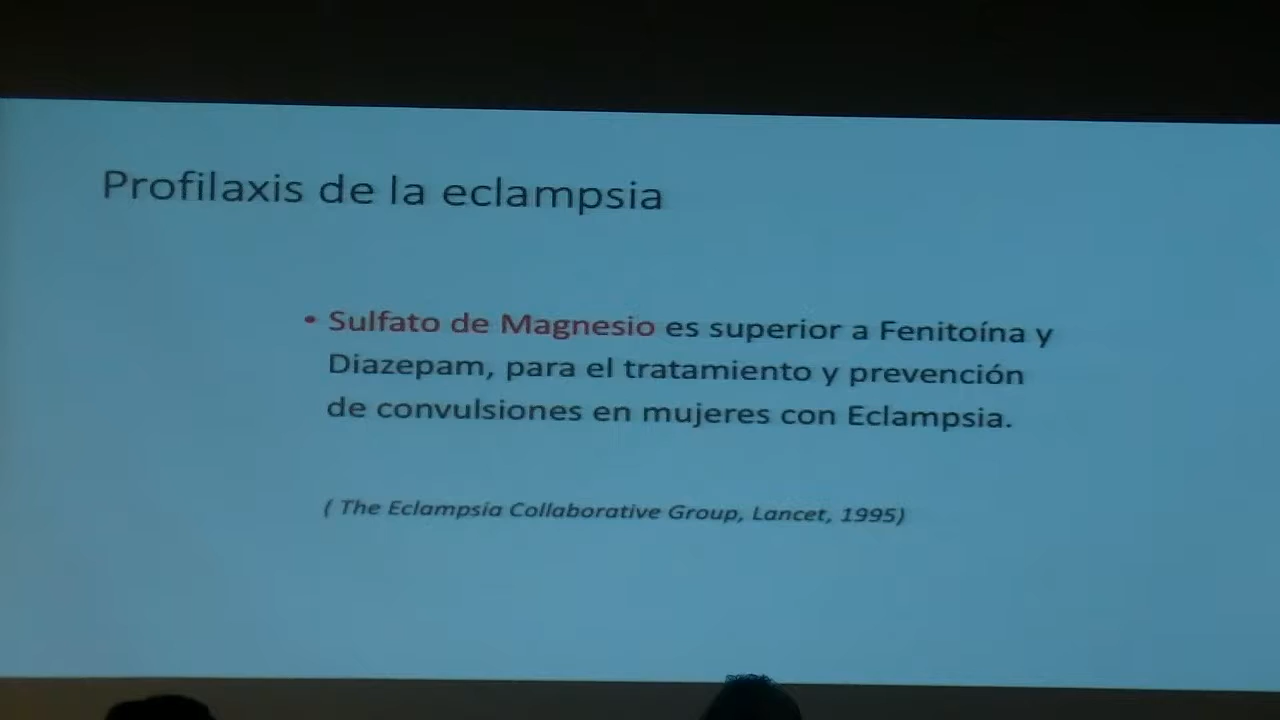 Profilaxis de la eclampsia
• Sulfato de Magnesio es superior a Fenitoína y
Diazepam, para el tratamiento y prevención
de convulsiones en mujeres con Eclampsia.
( The Eclampsia Collaborative Group, Lancet, 1995)